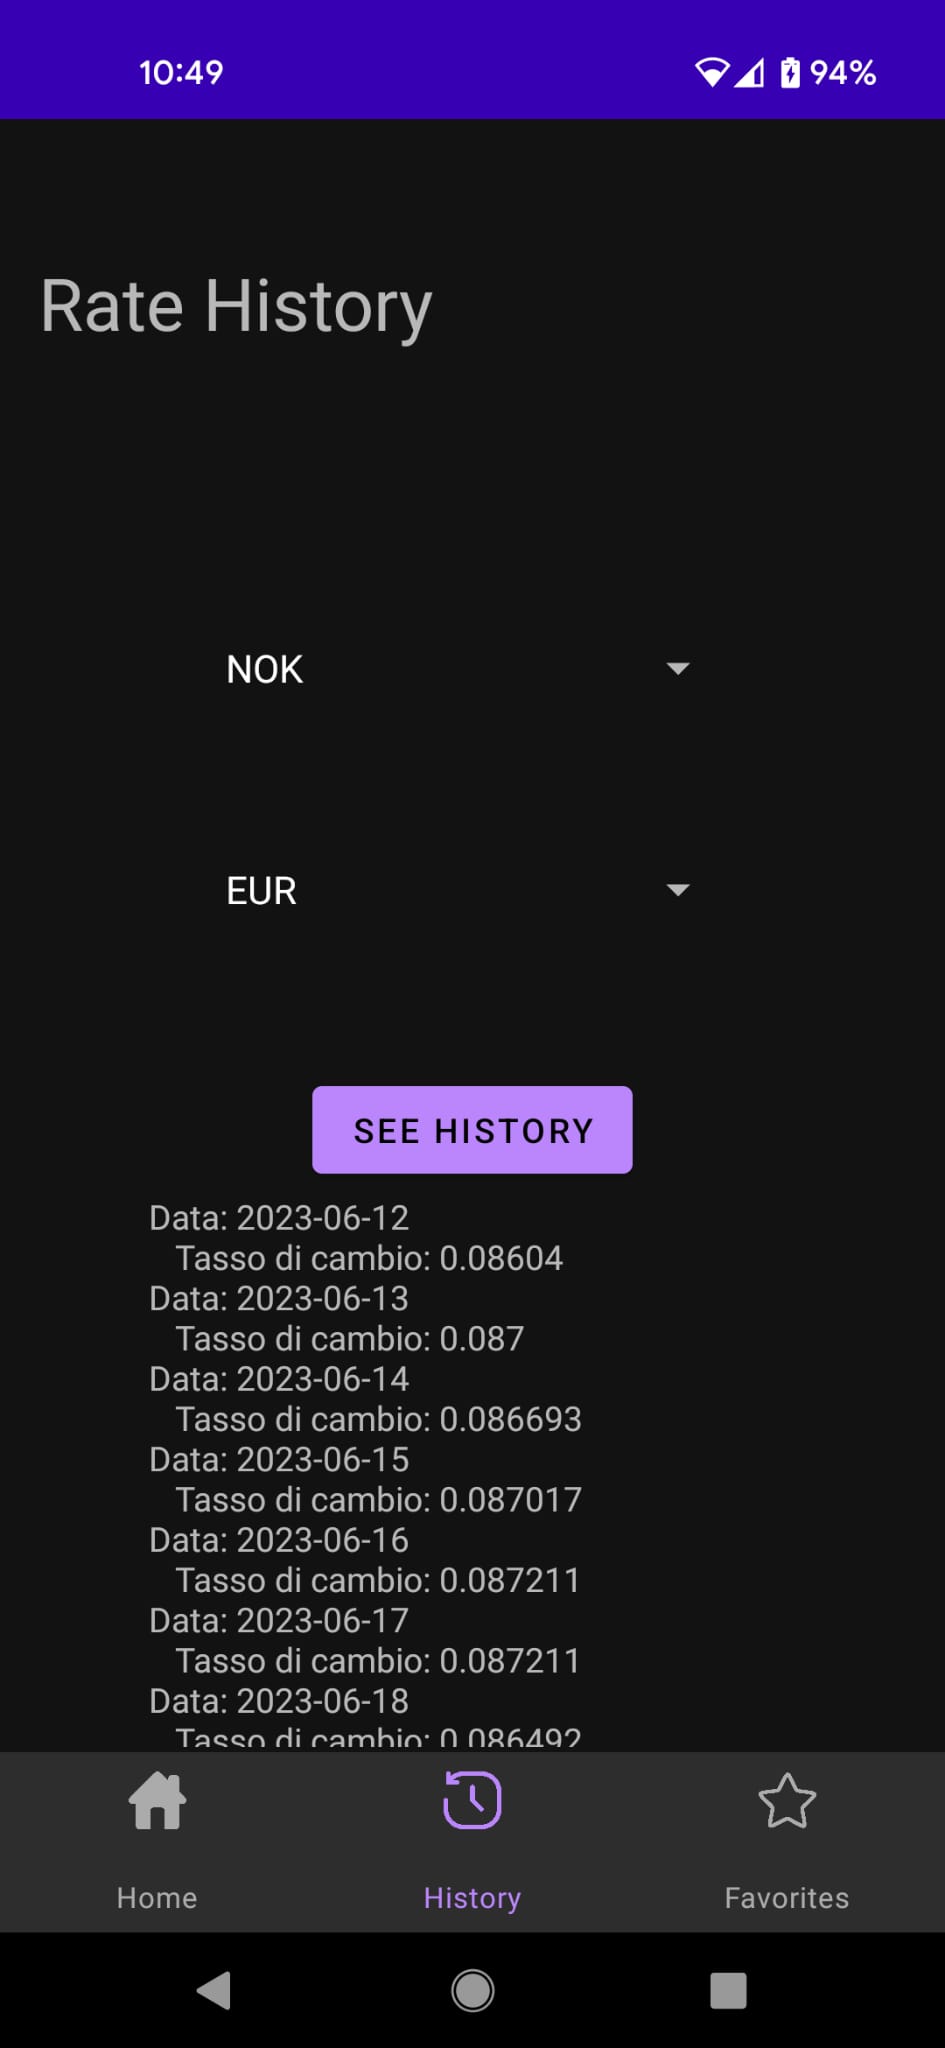 10:49
94%
Rate History
NOK
EUR
SEE HISTORY
Data: 2023-06-12
Tasso di cambio: 0.08604
Data: 2023-06-13
Tasso di cambio: 0.087
Data: 2023-06-14
Tasso di cambio: 0.086693
Data: 2023-06-15
Tasso di cambio: 0.087017
Data: 2023-06-16
Tasso di cambio: 0.087211
Data: 2023-06-17
Tasso di cambio: 0.087211
Data: 2023-06-18
Tasso di cambio: 0.086492
Home
History
Favorites